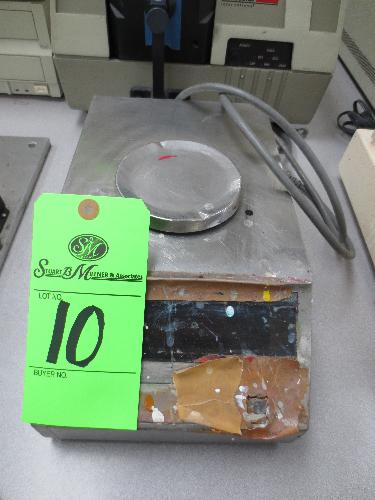 SM
STUART B MILLNER & Associates
LOT NO.
10
BUYER NO.